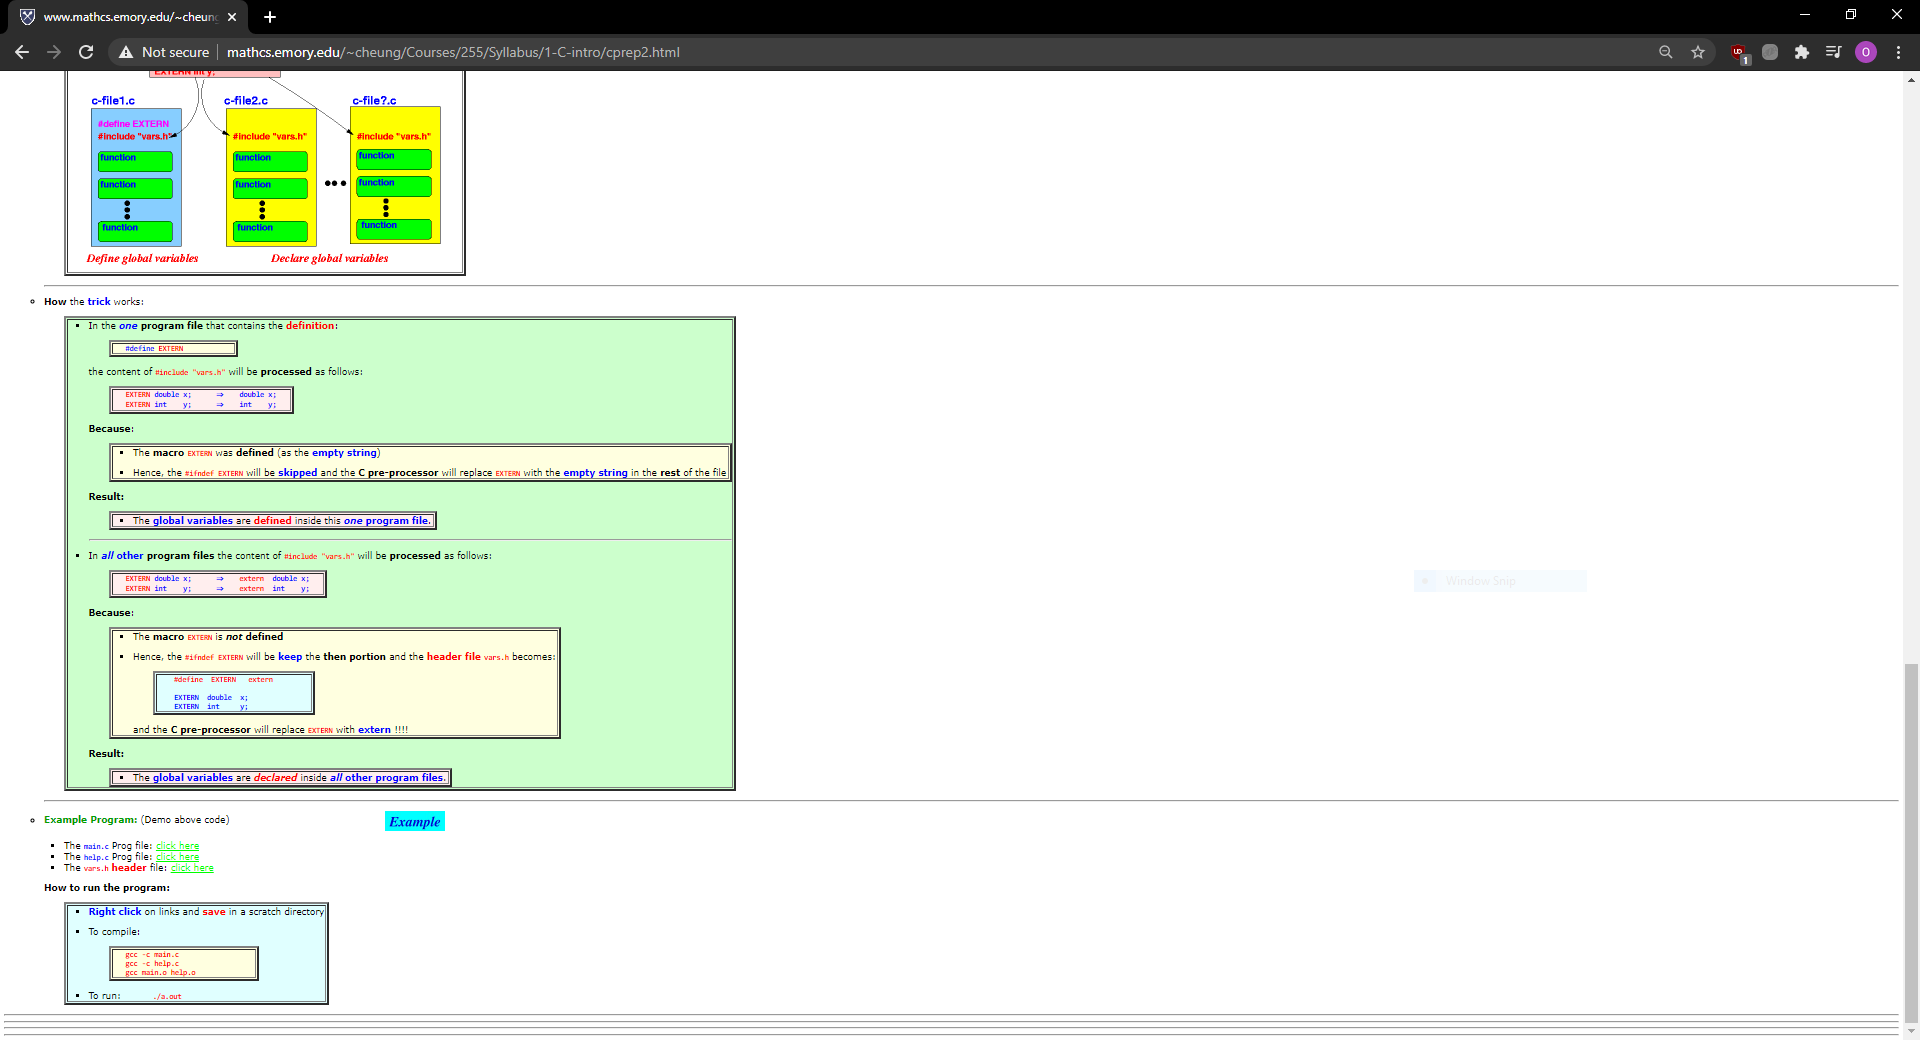 www.mathcs.emory.edu/~cheung
Not secure
mathcs.emory.edu/~cheung/Courses/255/Syllabus/1-C-intro/cprep2.html
1
O
EXTERN int y;
c-file1.c c-file2.c c-file?.c
#define EXTERN
#include "vars.h" #include "vars.h" #include "vars.h"
function function function
function function function
function function function
Define global variables Declare global variables
How the trick works:
In the one program file that contains the definition:
#define EXTERN
the content of #include "vars.h" will be processed as follows:
EXTERN double x; ⇒ double x;
EXTERN int y; ⇒ int y;
Because:
The macro EXTERN was defined (as the empty string)
Hence, the #ifndef EXTERN will be skipped and the C pre-processor will replace EXTERN with the empty string in the rest of the file
Result:
The global variables are defined inside this one program file.
In all other program files the content of #include "vars.h" will be processed as follows:
EXTERN double x; ⇒ extern double x;
EXTERN int y; ⇒ extern int y;
Because:
The macro EXTERN is not defined
Hence, the #ifndef EXTERN will be keep the then portion and the header file vars.h becomes:
#define EXTERN extern
EXTERN double x;
EXTERN int y;
and the C pre-processor will replace EXTERN with extern !!!!
Result:
The global variables are declared inside all other program files.
Window Snip
Example Program: (Demo above code) Example
The main.c Prog file: click here
The help.c Prog file: click here
The vars.h header file: click here
How to run the program:
Right click on links and save in a scratch directory
To compile:
gcc -c main.c
gcc -c help.c
gcc main.o help.o
To run: ./a.out